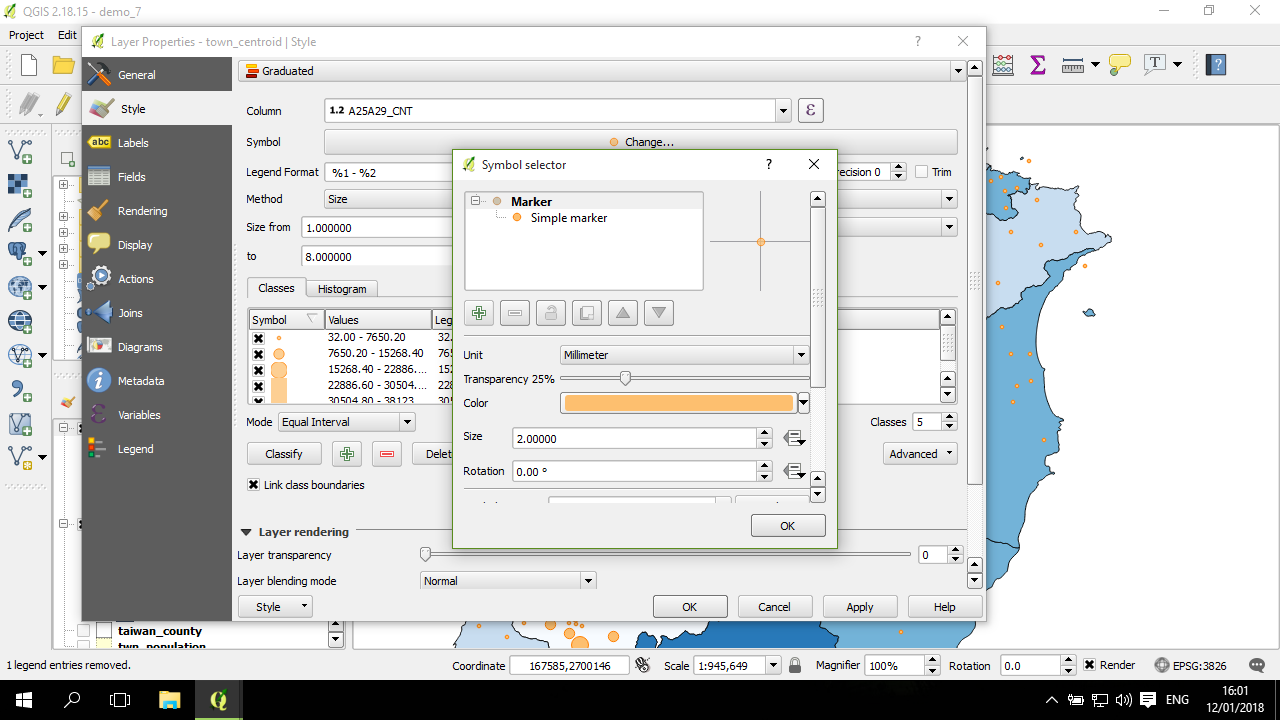 QGIS 2.18.15 - demo_7
Project Edit
Layer Properties - town_centroid | Style
General
Style
Labels
Fields
Rendering
Display
Actions
Joins
Diagrams
Metadata
Variables
Legend
Graduated
Column 1.2 A25A29_CNT ε
Symbol Change...
Legend Format %1 - %2 recision 0 Trim
Method Size
Size from 1.000000
to 8.000000
Classes Histogram
Symbol Values Leg
32.00 - 7650.20 32.
7650.20 - 15268.40 765
15268.40 - 22886.... 152
22886.60 - 30504.... 228
30504.80 - 38123. 305
Mode Equal Interval Classes 5
Classify Delet Advanced
Link class boundaries
Layer rendering
Layer transparency 0
Layer blending mode Normal
Style OK Cancel Apply Help
Symbol selector
Marker
Simple marker
Unit Millimeter
Transparency 25%
Color
Size 2.00000
Rotation 0.00 °
OK
taiwan_county
twn_population
1 legend entries removed.
Coordinate 167585,2700146 Scale 1:945,649 Magnifier 100% Rotation 0.0 Render EPSG:3826
ENG
16:01
12/01/2018